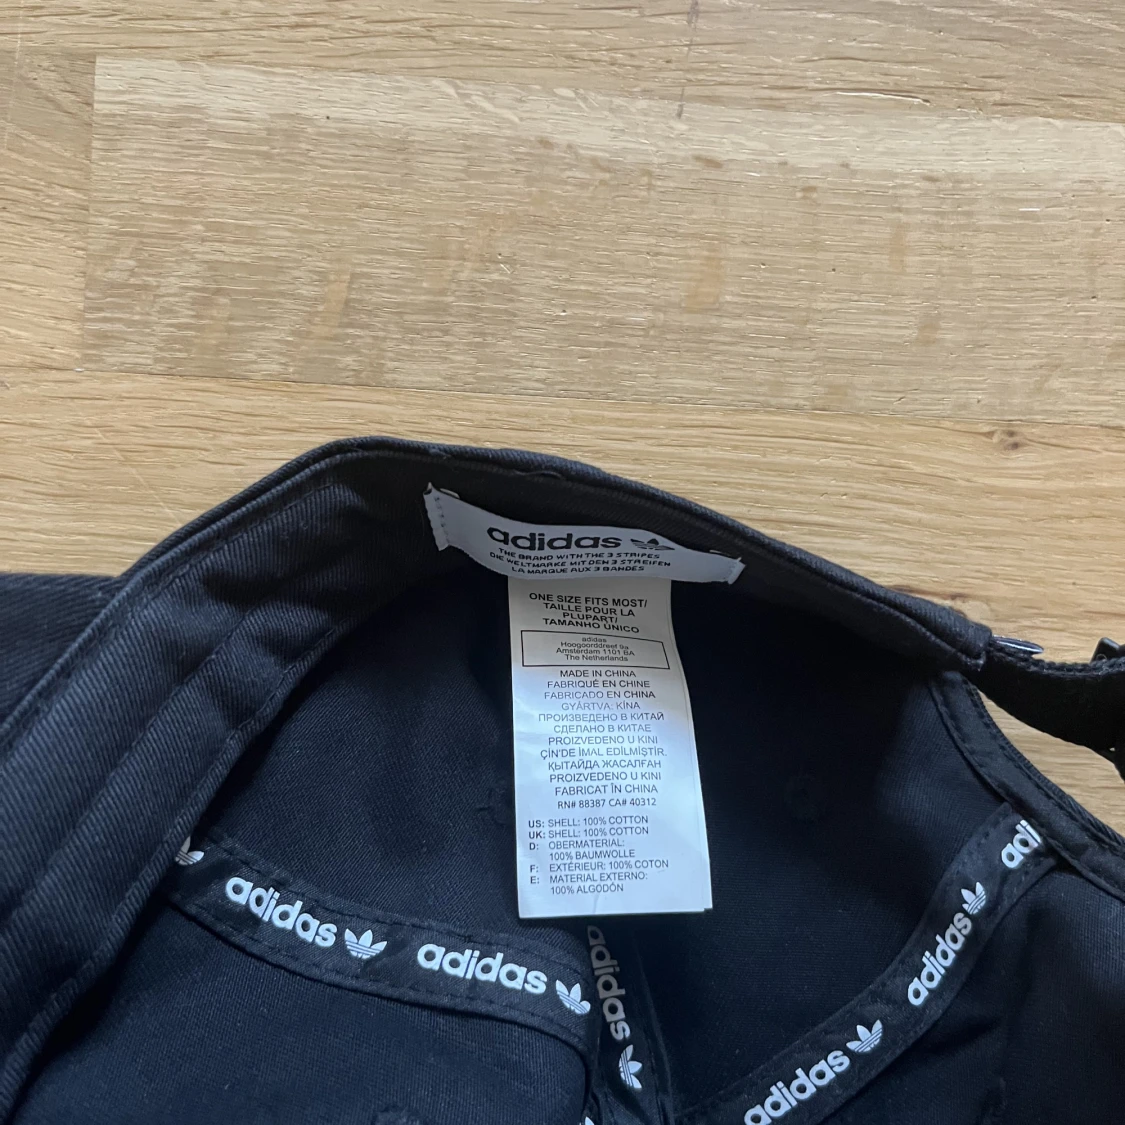 adidas
THE BRAND WITH THE 3 STRIPES
DIE WELTMARKE MIT DEN 3 STREIFEN
LA MARQUE AUX 3 BANDES
ONE SIZE FITS MOST/
TAILLE POUR LA
PLUPART/
TAMANHO ÚNICO
adidas
Hoogoorddreef 9a
Amsterdam 1101 BA
The Netherlands
MADE IN CHINA
FABRIQUÉ EN CHINE
FABRICADO EN CHINA
GYÁRTVA: KÍNA
ПРОИЗВЕДЕНО В КИТАЙ
СДЕЛАНО В КИТАЕ
PROIZVEDENO U KINI
ÇİN'DE İMAL EDİLMİŞTİR.
ҚЫТАЙДА ЖАСАЛҒАН
PROIZVEDENO U KINI
FABRICAT ÎN CHINA
RN# 88387 CA# 40312
US: SHELL: 100% COTTON
UK: SHELL: 100% COTTON
D: OBERMATERIAL:
100% BAUMWOLLE
F: EXTÉRIEUR: 100% COTON
E: MATERIAL EXTERNO:
100% ALGODÓN
adidas
adidas
adidas
adidas
adidas
adi